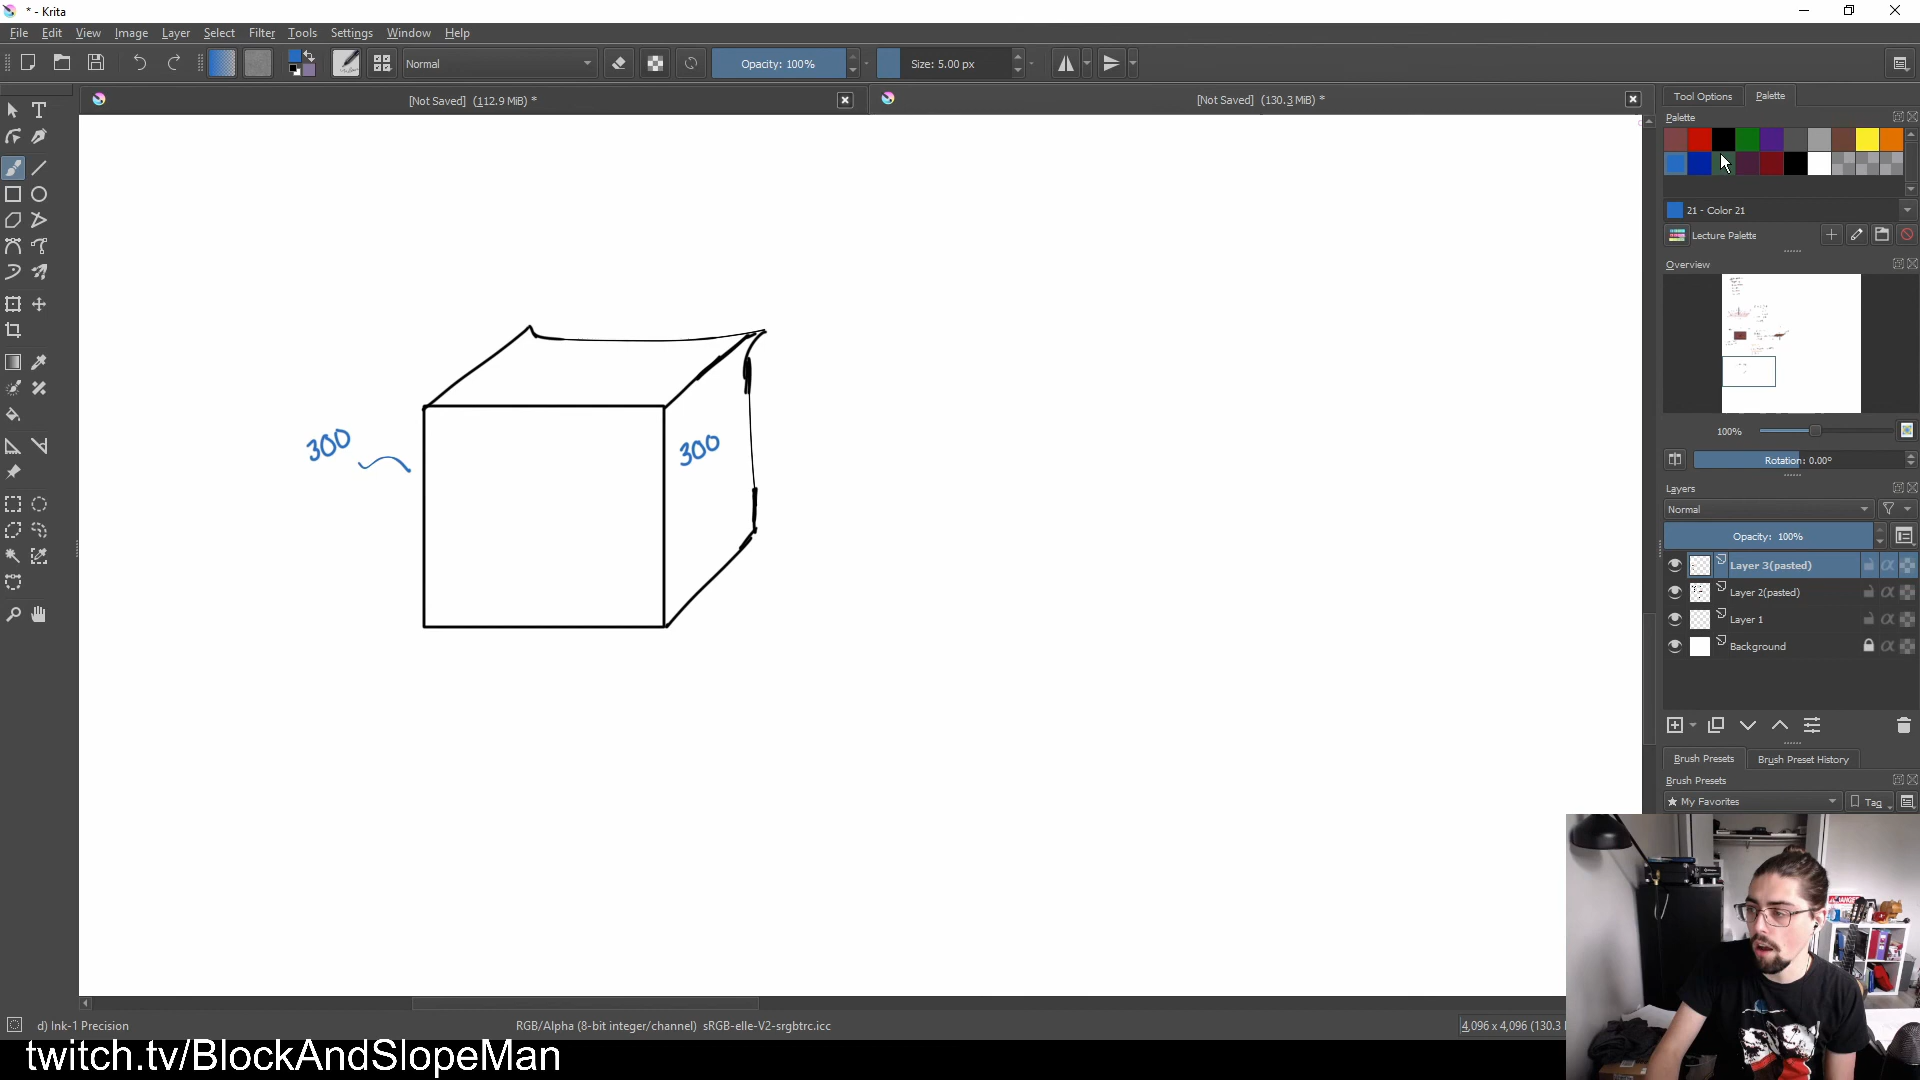 * - Krita
File Edit View Image Layer Select Filter Tools Settings Window Help
Normal Opacity: 100% Size: 5.00 px
[Not Saved] (112.9 MiB) *
[Not Saved] (130.3 MiB) *
Tool Options Palette
Palette
21 - Color 21
Lecture Palette
Overview
100%
Rotation: 0.00°
Layers
Normal
Opacity: 100%
Layer 3(pasted)
Layer 2(pasted)
Layer 1
Background
Brush Presets Brush Preset History
Brush Presets
My Favorites Tag
300
300
d) Ink-1 Precision
RGB/Alpha (8-bit integer/channel) sRGB-elle-V2-srgbtrc.icc
4,096 x 4,096 (130.3
twitch.tv/BlockAndSlopeMan